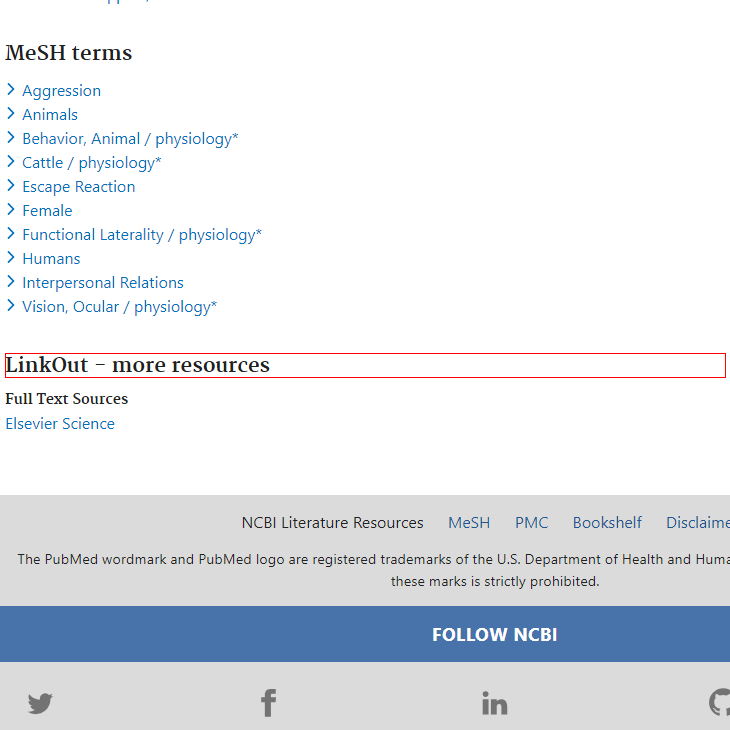 MeSH terms
Aggression
Animals
Behavior, Animal / physiology*
Cattle / physiology*
Escape Reaction
Female
Functional Laterality / physiology*
Humans
Interpersonal Relations
Vision, Ocular / physiology*
LinkOut – more resources
Full Text Sources
Elsevier Science
NCBI Literature Resources MeSH PMC Bookshelf Disclaime
The PubMed wordmark and PubMed logo are registered trademarks of the U.S. Department of Health and Huma
these marks is strictly prohibited.
FOLLOW NCBI